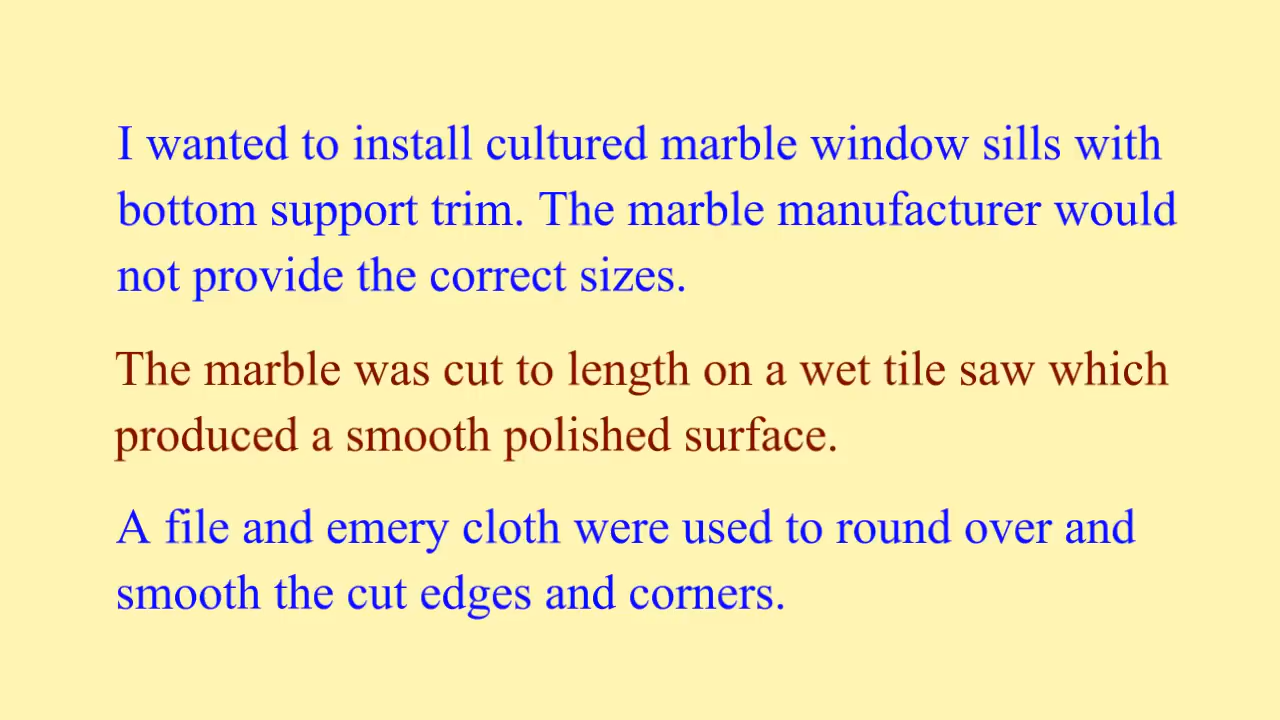 I wanted to install cultured marble window sills with
bottom support trim. The marble manufacturer would
not provide the correct sizes.
The marble was cut to length on a wet tile saw which
produced a smooth polished surface.
A file and emery cloth were used to round over and
smooth the cut edges and corners.